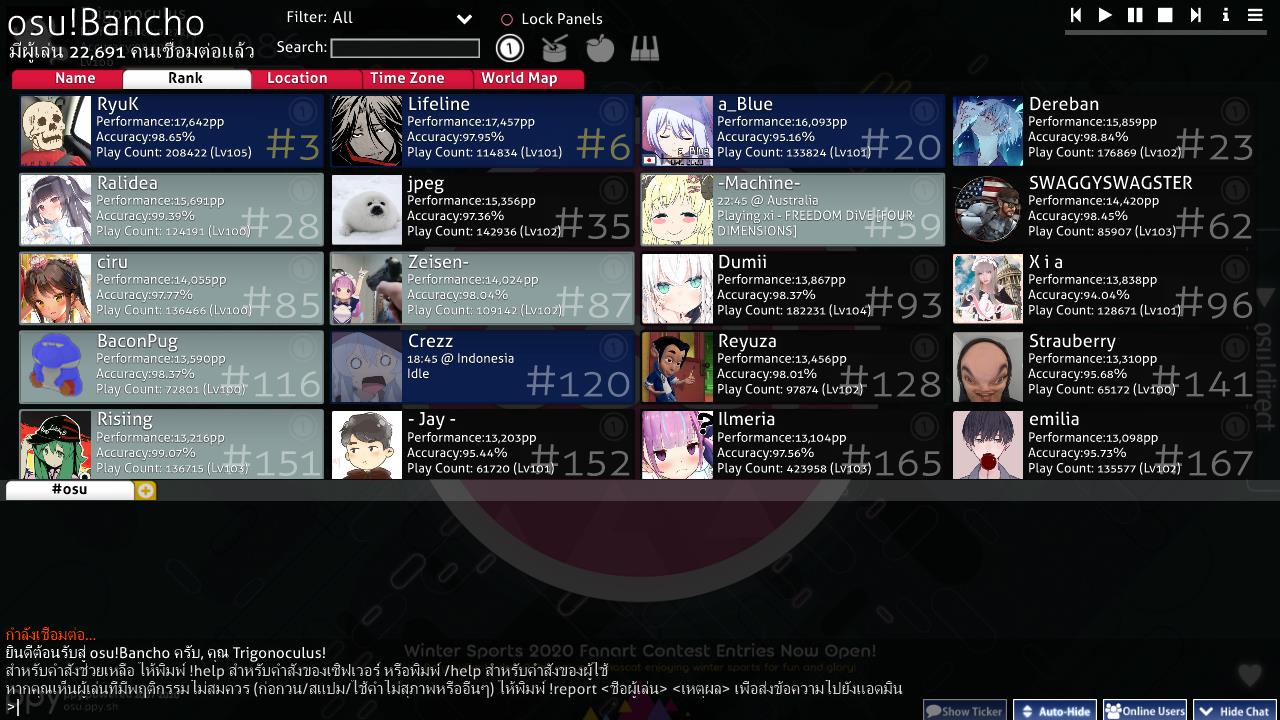 osu!Bancho
มีผู้เล่น 22,691 คนเชื่อมต่อแล้ว
Filter: All
Lock Panels
Search:
Name
Rank
Location
Time Zone
World Map
RyuK
Performance:17,642pp
Accuracy:98.65%
Play Count: 208422 (Lv105)
#3
Lifeline
Performance:17,457pp
Accuracy:97.95%
Play Count: 114834 (Lv101)
#6
a_Blue
Performance:16,093pp
Accuracy:95.16%
Play Count: 133824 (Lv101)
#20
Dereban
Performance:15,859pp
Accuracy:98.84%
Play Count: 176869 (Lv102)
#23
Ralidea
Performance:15,691pp
Accuracy:99.39%
Play Count: 124191 (Lv100)
#28
jpeg
Performance:15,356pp
Accuracy:97.36%
Play Count: 142936 (Lv102)
#35
-Machine-
22:45 @ Australia
Playing xi - FREEDOM DiVE [FOUR
DIMENSIONS]
#59
SWAGGYSWAGSTER
Performance:14,420pp
Accuracy:98.45%
Play Count: 85907 (Lv103)
#62
ciru
Performance:14,055pp
Accuracy:97.77%
Play Count: 136466 (Lv100)
#85
Zeisen-
Performance:14,024pp
Accuracy:98.04%
Play Count: 109142 (Lv102)
#87
Dumii
Performance:13,867pp
Accuracy:98.37%
Play Count: 182231 (Lv104)
#93
X i a
Performance:13,838pp
Accuracy:94.04%
Play Count: 128671 (Lv101)
#96
BaconPug
Performance:13,590pp
Accuracy:98.37%
Play Count: 72801 (Lv100)
#116
Crezz
18:45 @ Indonesia
Idle
#120
Reyuza
Performance:13,456pp
Accuracy:98.01%
Play Count: 97874 (Lv102)
#128
Strauberry
Performance:13,310pp
Accuracy:95.68%
Play Count: 65172 (Lv100)
#141
Risiing
Performance:13,216pp
Accuracy:99.07%
Play Count: 136715 (Lv103)
#151
- Jay -
Performance:13,203pp
Accuracy:95.44%
Play Count: 61720 (Lv101)
#152
Ilmeria
Performance:13,104pp
Accuracy:97.56%
Play Count: 423958 (Lv103)
#165
emilia
Performance:13,098pp
Accuracy:95.73%
Play Count: 135577 (Lv102)
#167
osu!direct
#osu
กำลังเชื่อมต่อ...
ยินดีต้อนรับสู่ osu!Bancho ครับ, คุณ Trigonoculus!
Winter Sports 2020 Fanart Contest Entries Now Open!
สำหรับคำสั่งช่วยเหลือ ให้พิมพ์ !help สำหรับคำสั่งของเซิฟเวอร์ หรือพิมพ์ /help สำหรับคำสั่งของผู้ใช้
mascot enjoying winter sports for fun and glory!
หากคุณเห็นผู้เล่นที่มีพฤติกรรมไม่สมควร (ก่อกวน/สแปม/ใช้คำไม่สุภาพหรืออื่นๆ) ให้พิมพ์ !report <ชื่อผู้เล่น> <เหตุผล> เพื่อส่งข้อความไปยังแอดมิน
osu.ppy.sh
>|
Show Ticker
Auto-Hide
Online Users
Hide Chat